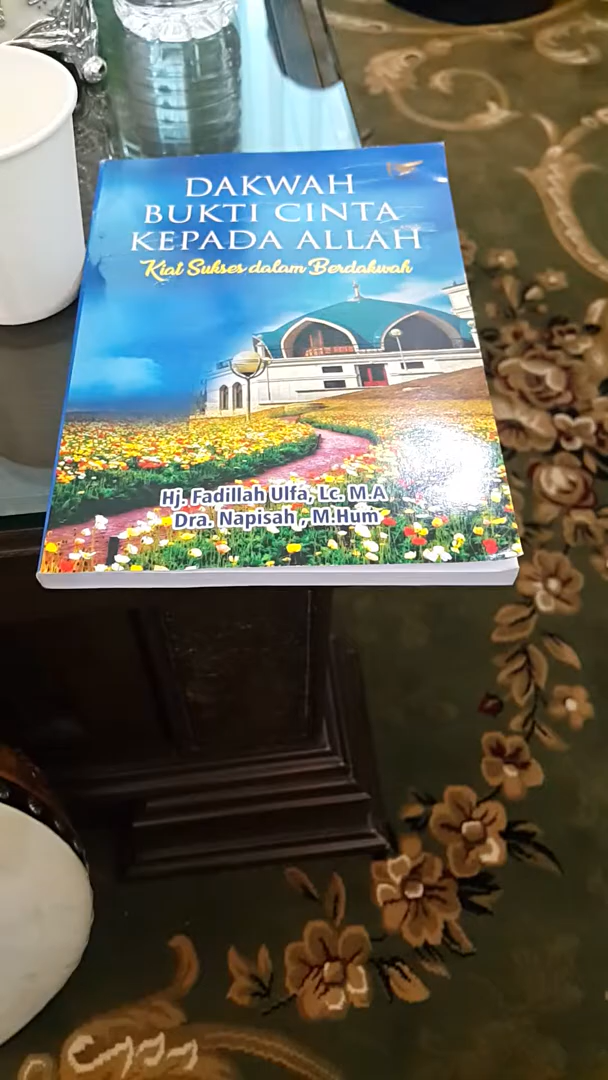 DAKWAH
BUKTI CINTA
KEPADA ALLAH
Kiat Sukses dalam Berdakwah
Hj. Fadillah Ulfa, Lc. M.A
Dra. Napisah , M.Hum